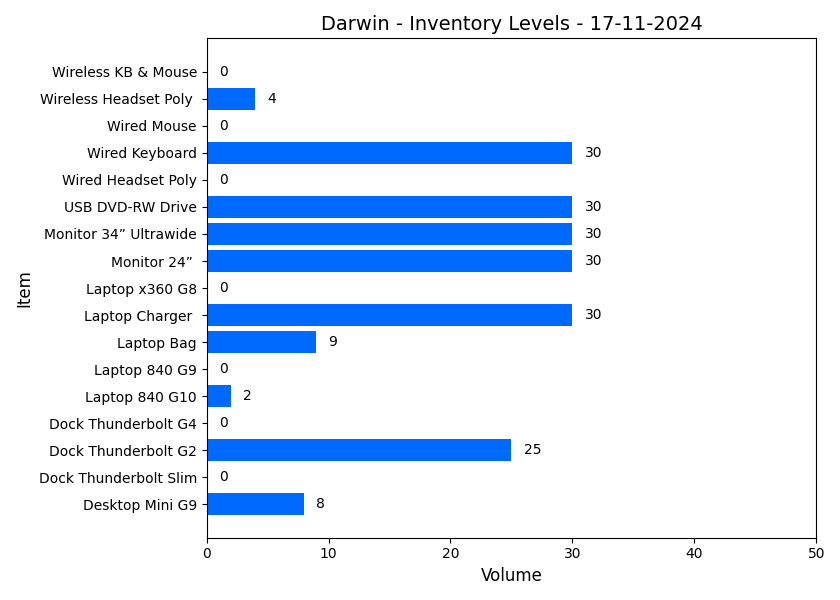 Darwin - Inventory Levels - 17-11-2024
Wireless KB & Mouse 0
Wireless Headset Poly 4
Wired Mouse 0
Wired Keyboard 30
Wired Headset Poly 0
USB DVD-RW Drive 30
Monitor 34” Ultrawide 30
Monitor 24” 30
Laptop x360 G8 0
Laptop Charger 30
Laptop Bag 9
Laptop 840 G9 0
Laptop 840 G10 2
Dock Thunderbolt G4 0
Dock Thunderbolt G2 25
Dock Thunderbolt Slim 0
Desktop Mini G9 8
Item
0 10 20 30 40 50
Volume